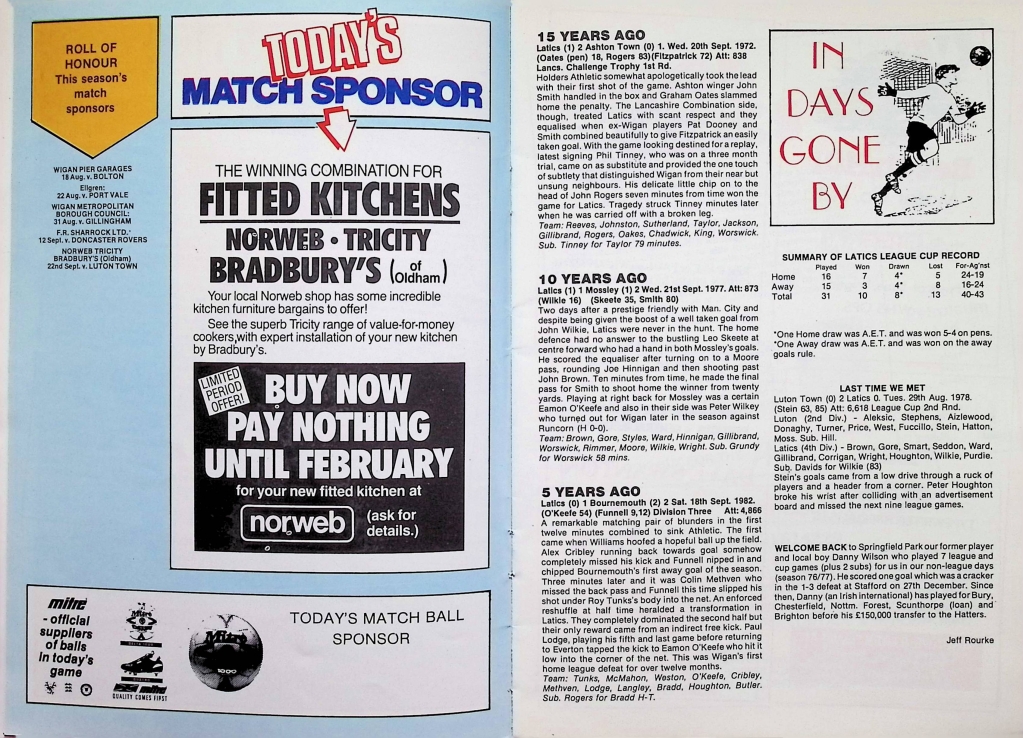 ROLL OF
HONOUR
This season's
match
sponsors
WIGAN PIER GARAGES
18 Aug. v. BOLTON
Ellgren:
22 Aug. v. PORT VALE
WIGAN METROPOLITAN
BOROUGH COUNCIL:
31 Aug. v. GILLINGHAM
F.R. SHARROCK LTD.'
12 Sept. v. DONCASTER ROVERS
NORWEB TRICITY
BRADBURY'S (Oldham)
22nd Sept. v. LUTON TOWN
TODAY'S
MATCH SPONSOR
THE WINNING COMBINATION FOR
FITTED KITCHENS
NORWEB • TRICITY
BRADBURY'S (of Oldham)
Your local Norweb shop has some incredible
kitchen furniture bargains to offer!
See the superb Tricity range of value-for-money
cookers,with expert installation of your new kitchen
by Bradbury's.
LIMITED
PERIOD
OFFER!
BUY NOW
PAY NOTHING
UNTIL FEBRUARY
for your new fitted kitchen at
norweb (ask for
details.)
mitre
- official
suppliers
of balls
in today's
game
mitre
QUALITY COMES FIRST
Mitre
1000
TODAY'S MATCH BALL
SPONSOR
15 YEARS AGO
Latics (1) 2 Ashton Town (0) 1. Wed. 20th Sept. 1972.
(Oates (pen) 18, Rogers 83)(Fitzpatrick 72) Att: 838
Lancs. Challenge Trophy 1st Rd.
Holders Athletic somewhat apologetically took the lead
with their first shot of the game. Ashton winger John
Smith handled in the box and Graham Oates slammed
home the penalty. The Lancashire Combination side,
though, treated Latics with scant respect and they
equalised when ex-Wigan players Pat Dooney and
Smith combined beautifully to give Fitzpatrick an easily
taken goal. With the game looking destined for a replay,
latest signing Phil Tinney, who was on a three month
trial, came on as substitute and provided the one touch
of subtlety that distinguished Wigan from their near but
unsung neighbours. His delicate little chip on to the
head of John Rogers seven minutes from time won the
game for Latics. Tragedy struck Tinney minutes later
when he was carried off with a broken leg.
Team: Reeves, Johnston, Sutherland, Taylor, Jackson,
Gillibrand, Rogers, Oakes, Chadwick, King, Worswick.
Sub. Tinney for Taylor 79 minutes.
10 YEARS AGO
Latics (1) 1 Mossley (1) 2 Wed. 21st Sept. 1977. Att: 873
(Wilkie 16) (Skeete 35, Smith 80)
Two days after a prestige friendly with Man. City and
despite being given the boost of a well taken goal from
John Wilkie, Latics were never in the hunt. The home
defence had no answer to the bustling Leo Skeete at
centre forward who had a hand in both Mossley's goals.
He scored the equaliser after turning on to a Moore
pass, rounding Joe Hinnigan and then shooting past
John Brown. Ten minutes from time, he made the final
pass for Smith to shoot home the winner from twenty
yards. Playing at right back for Mossley was a certain
Eamon O'Keefe and also in their side was Peter Wilkey
who turned out for Wigan later in the season against
Runcorn (H 0-0).
Team: Brown, Gore, Styles, Ward, Hinnigan, Gillibrand,
Worswick, Rimmer, Moore, Wilkie, Wright. Sub. Grundy
for Worswick 58 mins.
5 YEARS AGO
Latics (0) 1 Bournemouth (2) 2 Sat. 18th Sept. 1982.
(O'Keefe 54) (Funnell 9,12) Division Three Att: 4,866
A remarkable matching pair of blunders in the first
twelve minutes combined to sink Athletic. The first
came when Williams hoofed a hopeful ball up the field.
Alex Cribley running back towards goal somehow
completely missed his kick and Funnell nipped in and
chipped Bournemouth's first away goal of the season.
Three minutes later and it was Colin Methven who
missed the back pass and Funnell this time slipped his
shot under Roy Tunks's body into the net. An enforced
reshuffle at half time heralded a transformation in
Latics. They completely dominated the second half but
their only reward came from an indirect free kick. Paul
Lodge, playing his fifth and last game before returning
to Everton tapped the kick to Eamon O'Keefe who hit it
low into the corner of the net. This was Wigan's first
home league defeat for over twelve months.
Team: Tunks, McMahon, Weston, O'Keefe, Cribley,
Methven, Lodge, Langley, Bradd, Houghton, Butler.
Sub. Rogers for Bradd H-T.
IN
DAYS
GONE
BY
SUMMARY OF LATICS LEAGUE CUP RECORD
Played Won Drawn Lost For-Ag'nst
Home 16 7 4* 5 24-19
Away 15 3 4* 8 16-24
Total 31 10 8* 13 40-43
*One Home draw was A.E.T. and was won 5-4 on pens.
*One Away draw was A.E.T. and was won on the away
goals rule.
LAST TIME WE MET
Luton Town (0) 2 Latics 0. Tues. 29th Aug. 1978.
(Stein 63, 85) Att: 6,618 League Cup 2nd Rnd.
Luton (2nd Div.) - Aleksic, Stephens, Aizlewood,
Donaghy, Turner, Price, West, Fuccillo, Stein, Hatton,
Moss. Sub. Hill.
Latics (4th Div.) - Brown, Gore, Smart, Seddon, Ward,
Gillibrand, Corrigan, Wright, Houghton, Wilkie, Purdie.
Sub. Davids for Wilkie (83)
Stein's goals came from a low drive through a ruck of
players and a header from a corner. Peter Houghton
broke his wrist after colliding with an advertisement
board and missed the next nine league games.
WELCOME BACK to Springfield Park our former player
and local boy Danny Wilson who played 7 league and
cup games (plus 2 subs) for us in our non-league days
(season 76/77). He scored one goal which was a cracker
in the 1-3 defeat at Stafford on 27th December. Since
then, Danny (an Irish international) has played for Bury,
Chesterfield, Nottm. Forest, Scunthorpe (loan) and
Brighton before his £150,000 transfer to the Hatters.
Jeff Rourke